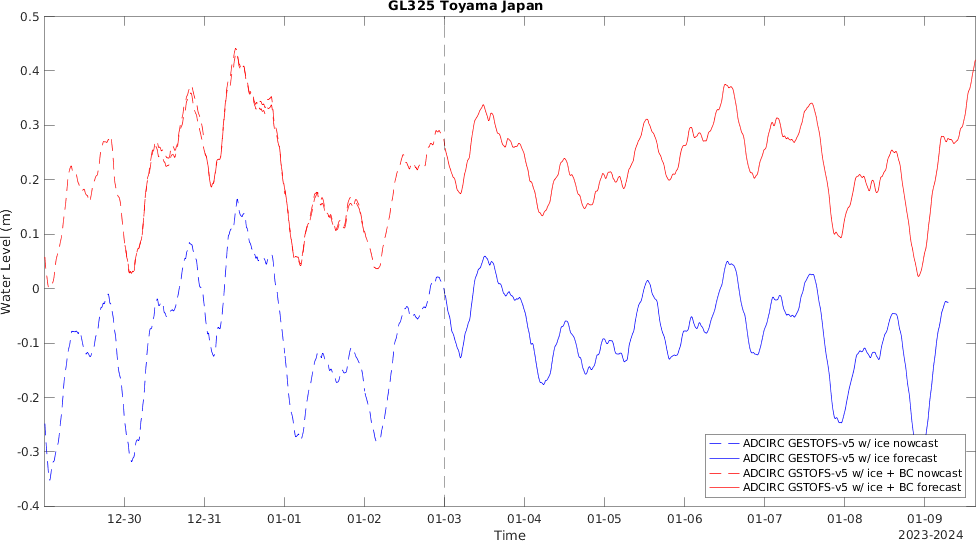 GL325 Toyama Japan
0.5
0.4
0.3
0.2
0.1
0
-0.1
-0.2
-0.3
-0.4
Water Level (m)
ADCIRC GESTOFS-v5 w/ ice nowcast
ADCIRC GESTOFS-v5 w/ ice forecast
ADCIRC GSTOFS-v5 w/ ice + BC nowcast
ADCIRC GSTOFS-v5 w/ ice + BC forecast
12-30 12-31 01-01 01-02 01-03 01-04 01-05 01-06 01-07 01-08 01-09
Time
2023-2024